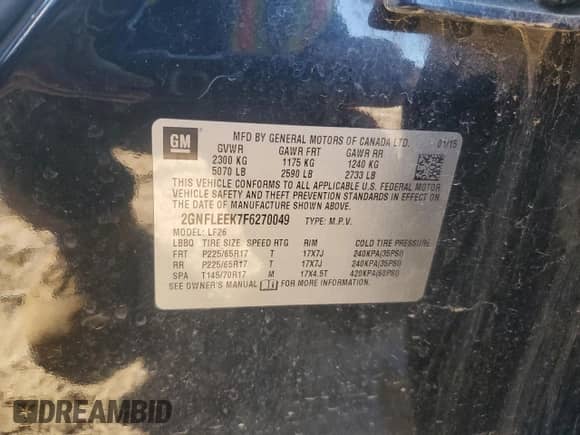 GM
MFD BY GENERAL MOTORS OF CANADA LTD. 01/15
GVWR GAWR FRT GAWR RR
2300 KG 1175 KG 1240 KG
5070 LB 2590 LB 2733 LB
THIS VEHICLE CONFORMS TO ALL APPLICABLE U.S. FEDERAL MOTOR
VEHICLE SAFETY AND THEFT PREVENTION STANDARDS IN EFFECT ON
THE DATE OF MANUFACTURE SHOWN ABOVE.
2GNFLEEK7F6270049 TYPE: M.P.V.
MODEL: LF26
LBBQ TIRE SIZE SPEED RTG RIM COLD TIRE PRESSURE
FRT P225/65R17 T 17X7J 240KPA(35PSI)
RR P225/65R17 T 17X7J 240KPA(35PSI)
SPA T145/70R17 M 17X4.5T 420KPA(60PSI)
SEE OWNER'S MANUAL FOR MORE INFORMATION.
DREAMBID